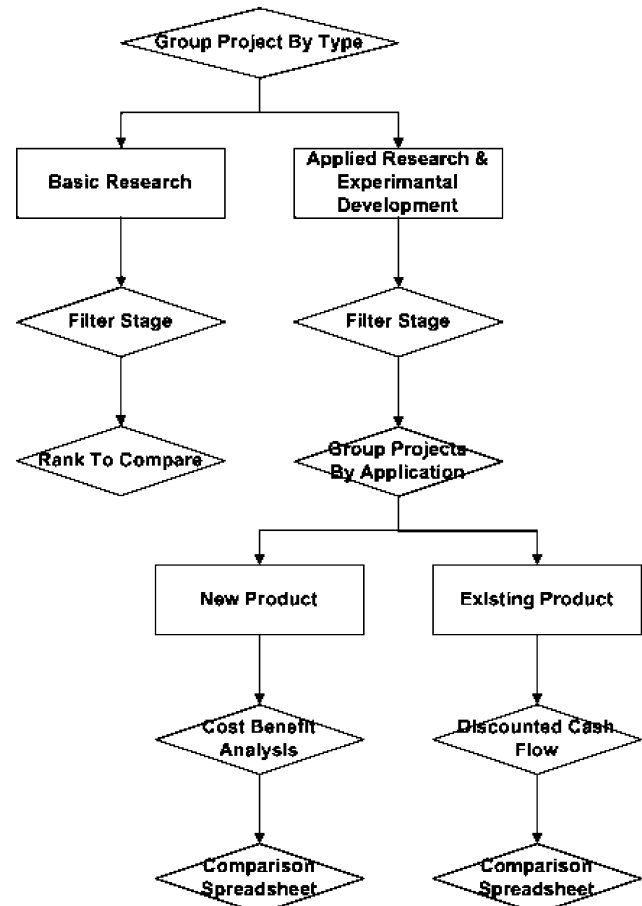 Group Project By Type
Basic Research
Applied Research &
Experimantal
Development
Filter Stage
Filter Stage
Rank To Compare
Group Projects
By Application
New Product
Existing Product
Cost Benefit
Analysis
Discounted Cash
Flow
Comparison
Spreadsheet
Comparison
Spreadsheet